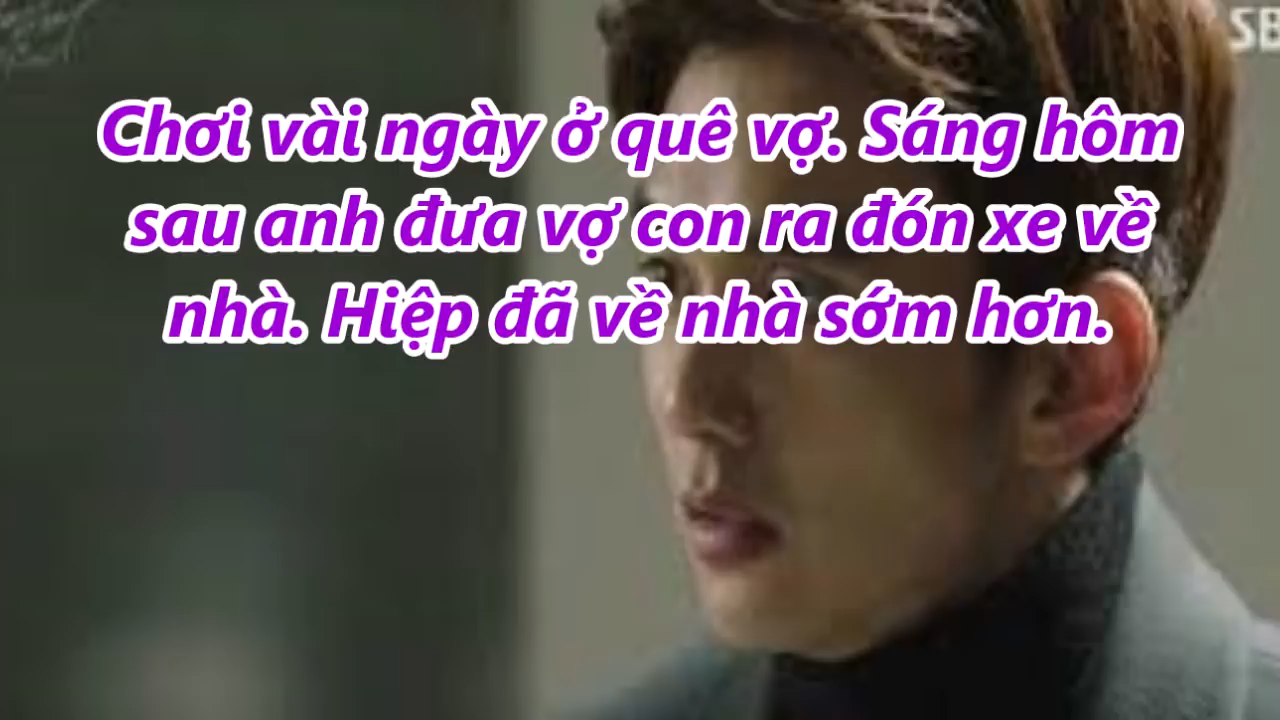 SB
Chơi vài ngày ở quê vợ. Sáng hôm
sau anh đưa vợ con ra đón xe về
nhà. Hiệp đã về nhà sớm hơn.